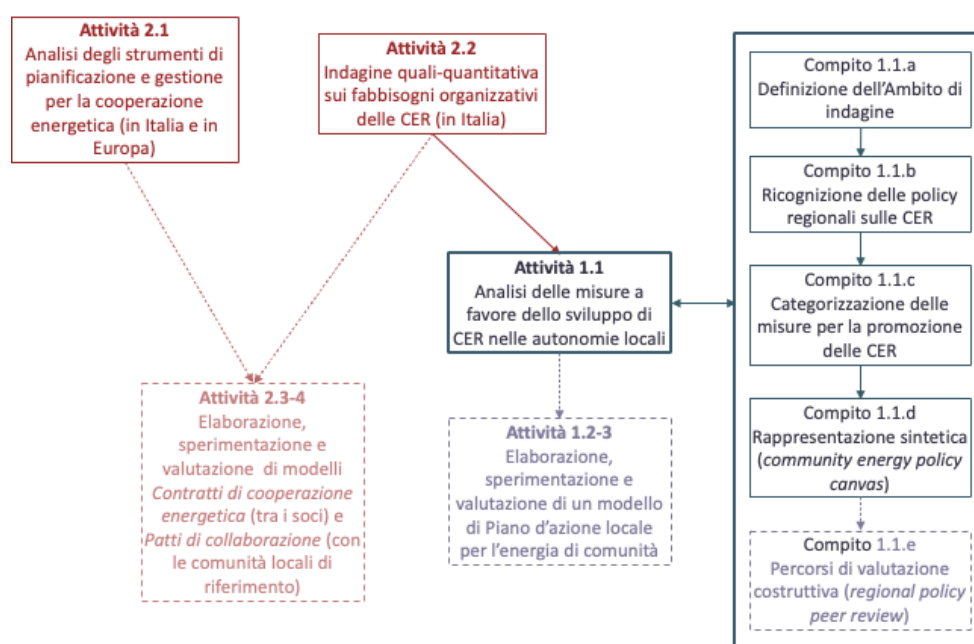 Attività 2.1
Analisi degli strumenti di
pianificazione e gestione
per la cooperazione
energetica (in Italia e in
Europa)
Attività 2.2
Indagine quali-quantitativa
sui fabbisogni organizzativi
delle CER (in Italia)
Attività 1.1
Analisi delle misure a
favore dello sviluppo di
CER nelle autonomie locali
Attività 2.3-4
Elaborazione,
sperimentazione e
valutazione di modelli
Contratti di cooperazione
energetica (tra i soci) e
Patti di collaborazione (con
le comunità locali di
riferimento)
Attività 1.2-3
Elaborazione,
sperimentazione e
valutazione di un modello
di Piano d'azione locale
per l'energia di comunità
Compito 1.1.a
Definizione dell'Ambito di
indagine
Compito 1.1.b
Ricognizione delle policy
regionali sulle CER
Compito 1.1.c
Categorizzazione delle
misure per la promozione
delle CER
Compito 1.1.d
Rappresentazione sintetica
(community energy policy
canvas)
Compito 1.1.e
Percorsi di valutazione
costruttiva (regional policy
peer review)